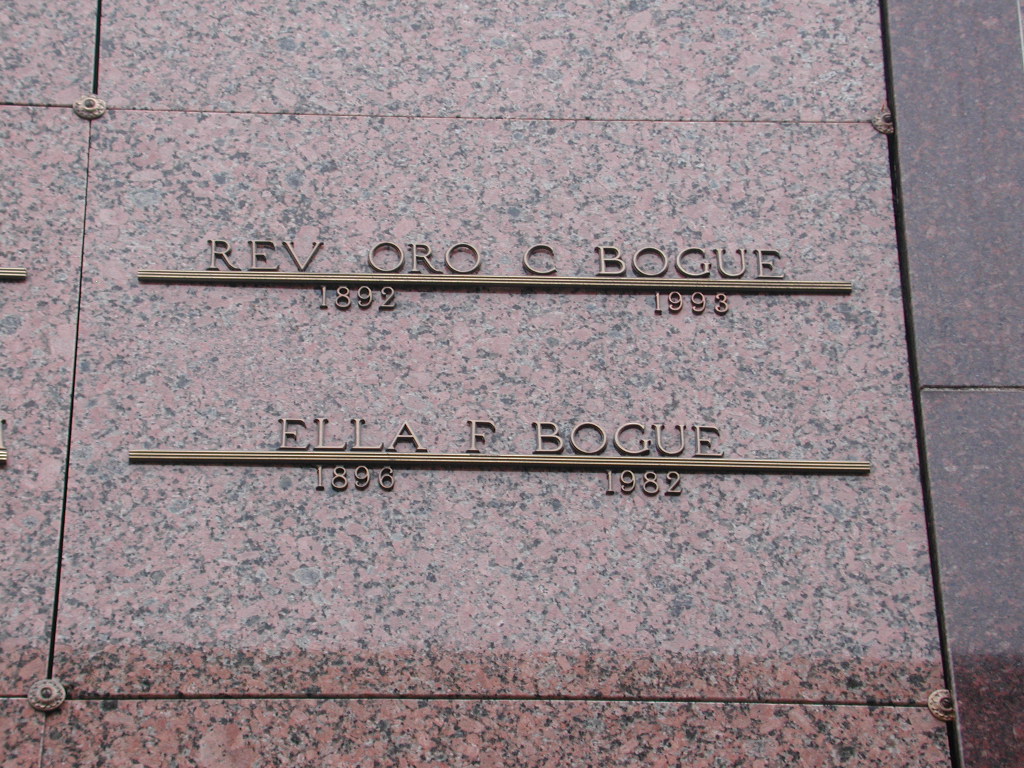 REV ORO C BOGUE
1892 1993
ELLA F BOGUE
1896 1982